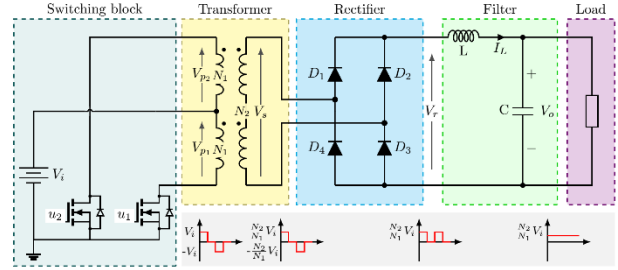 Switching block Transformer Rectifier Filter Load
L I_L
V_{p_2} N_1 D_1 D_2
+
N_2 V_s V_r C V_o
V_{p_1} N_1 D_4 D_3
−
V_i
u_2 u_1
V_i N_2/N_1 V_i N_2/N_1 V_i N_2/N_1 V_i
-V_i -N_2/N_1 V_i